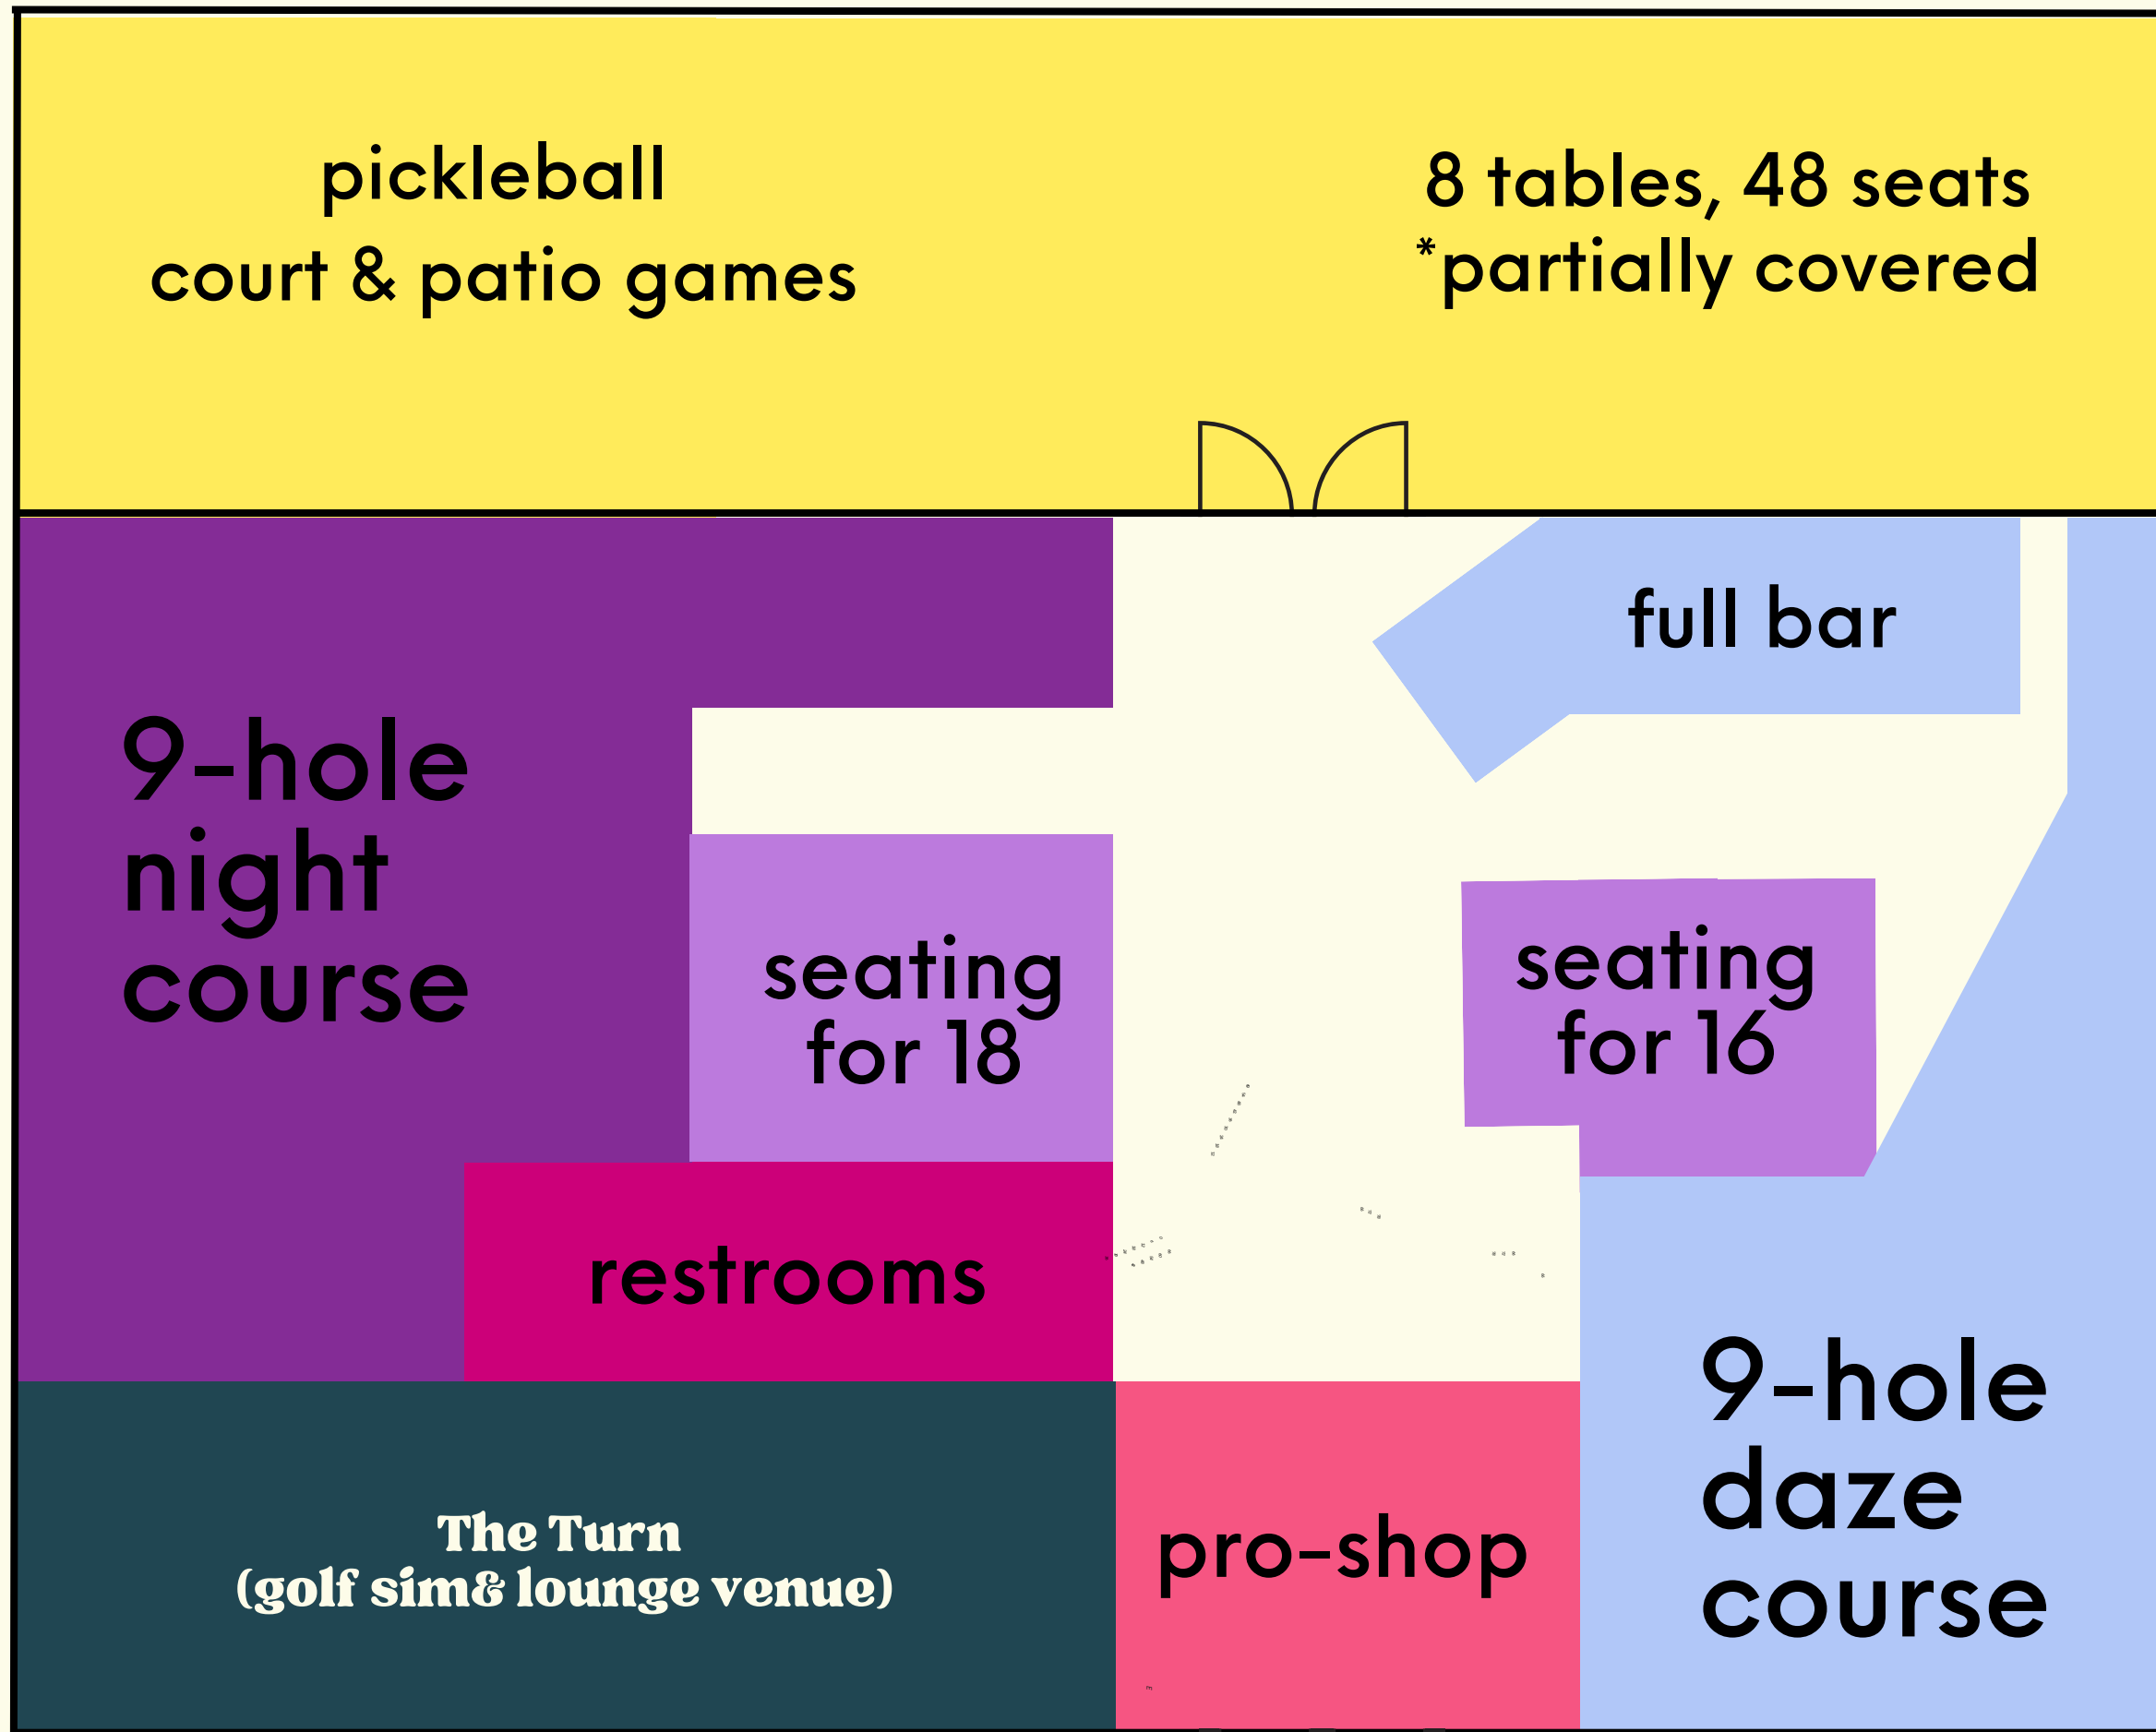 pickleball
court & patio games
8 tables, 48 seats
*partially covered
full bar
9-hole
night
course
seating
for 18
seating
for 16
restrooms
9-hole
daze
course
The Turn
(golf sim& lounge venue)
pro-shop